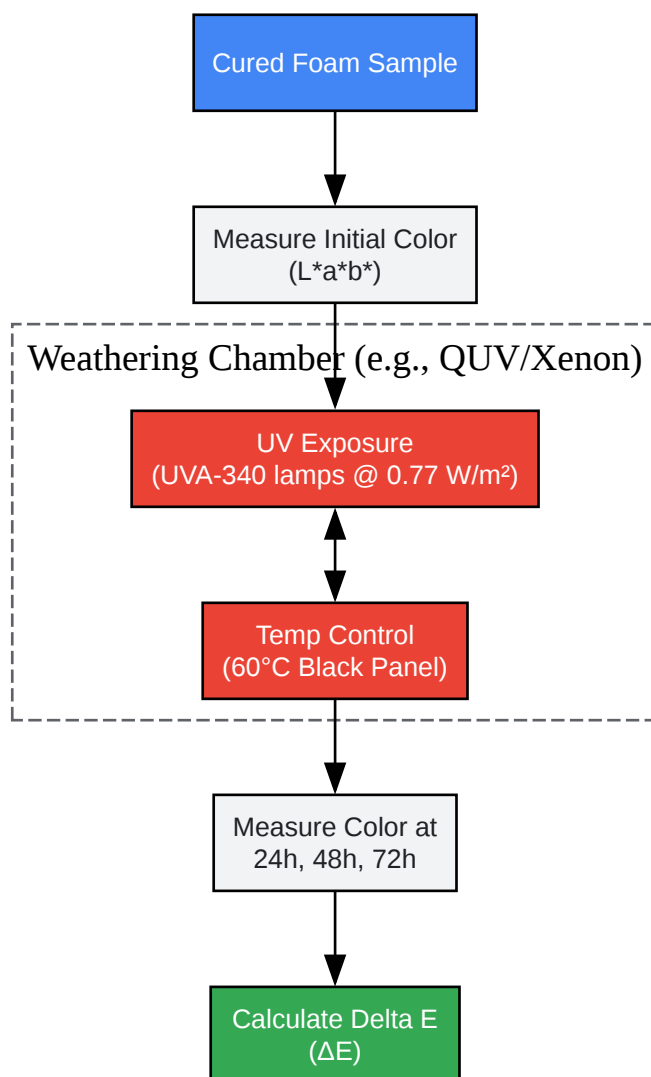 Cured Foam Sample
Measure Initial Color
(L*a*b*)
Weathering Chamber (e.g., QUV/Xenon)
UV Exposure
(UVA-340 lamps @ 0.77 W/m²)
Temp Control
(60°C Black Panel)
Measure Color at
24h, 48h, 72h
Calculate Delta E
(ΔE)